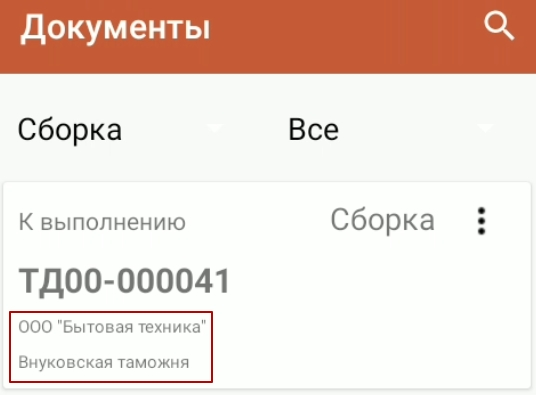 Документы
Сборка Все
К выполнению Сборка
ТД00-000041
ООО "Бытовая техника"
Внуковская таможня